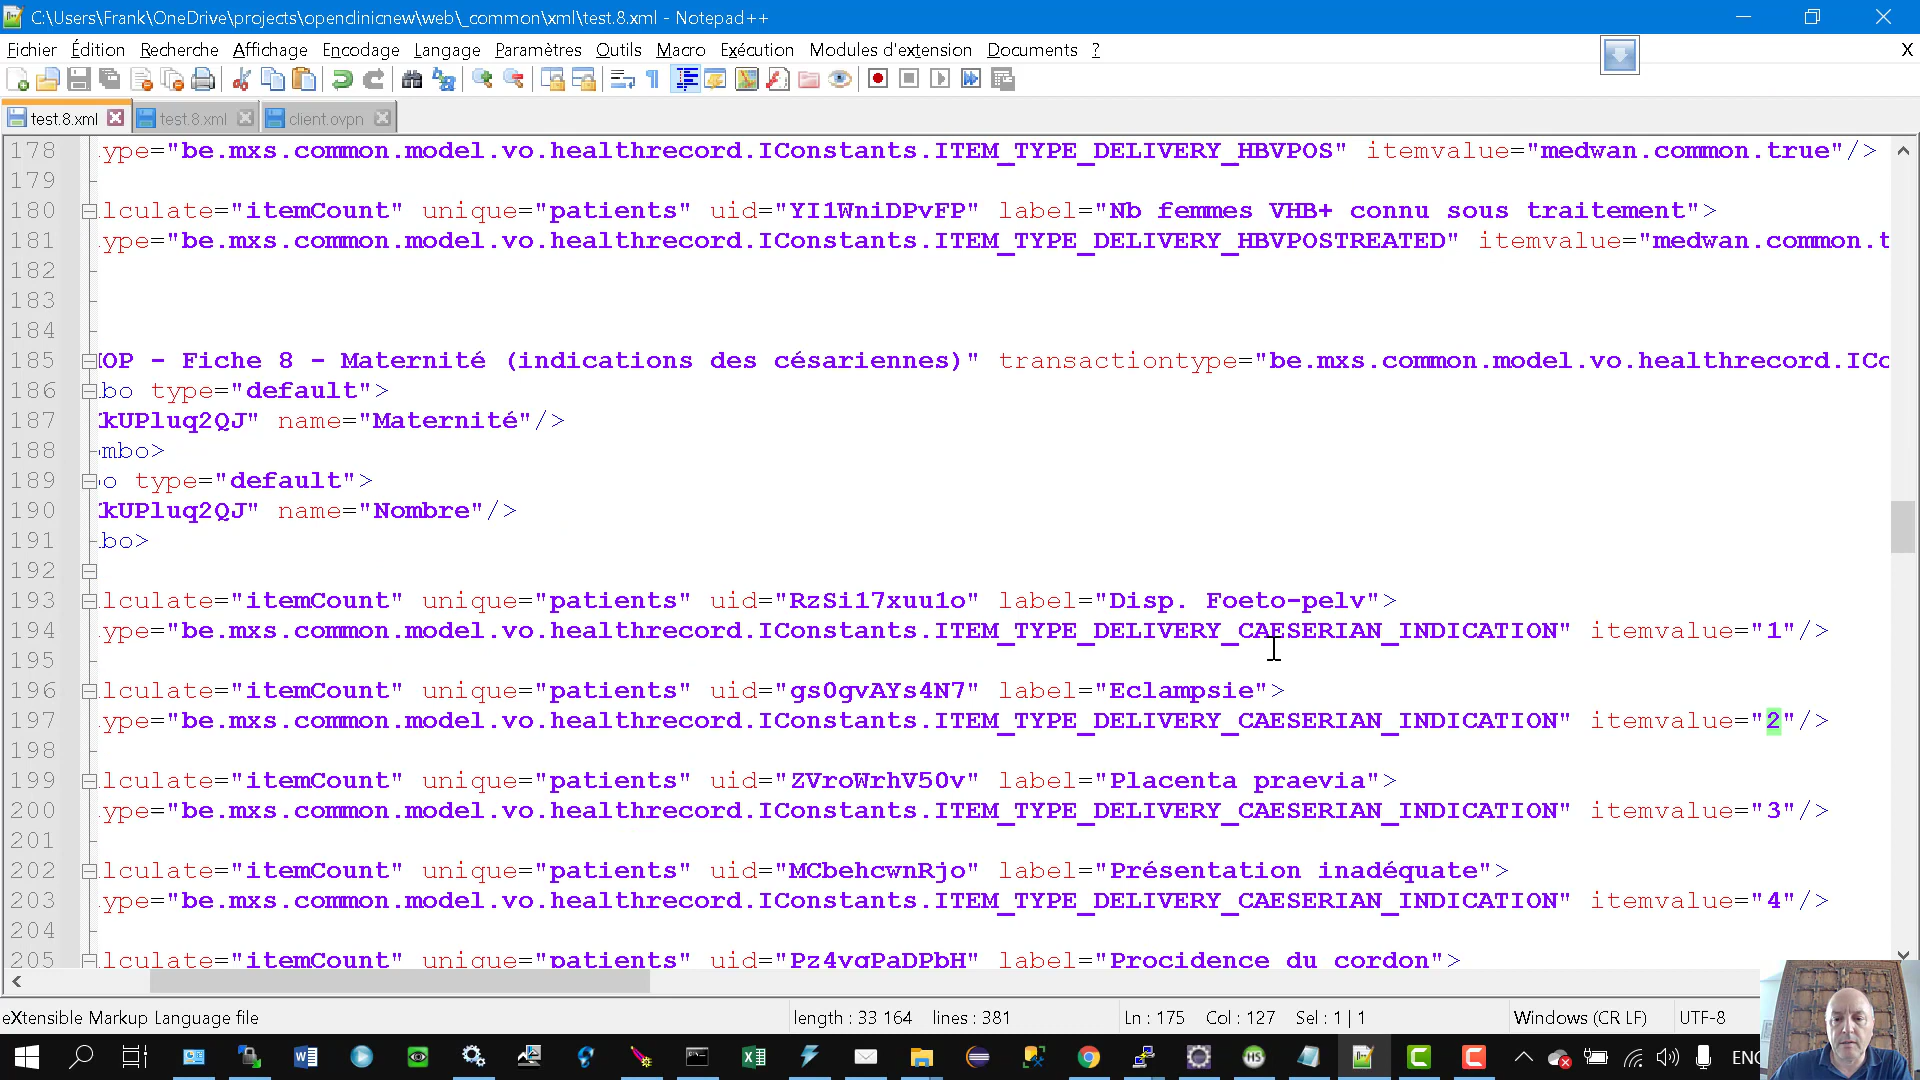 C:\Users\Frank\OneDrive\projects\openclinicnew\web\_common\xml\test.8.xml - Notepad++
Fichier Édition Recherche Affichage Encodage Langage Paramètres Outils Macro Exécution Modules d'extension Documents ? X
test.8.xml test.8.xml client.ovpn
178 ype="be.mxs.common.model.vo.healthrecord.IConstants.ITEM_TYPE_DELIVERY_HBVPOS" itemvalue="medwan.common.true"/>
179
180 lculate="itemCount" unique="patients" uid="YI1WniDPvFP" label="Nb femmes VHB+ connu sous traitement">
181 ype="be.mxs.common.model.vo.healthrecord.IConstants.ITEM_TYPE_DELIVERY_HBVPOSTREATED" itemvalue="medwan.common.t
182
183
184
185 OP - Fiche 8 - Maternité (indications des césariennes)" transactiontype="be.mxs.common.model.vo.healthrecord.ICo
186 bo type="default">
187 kUPluq2QJ" name="Maternité"/>
188 mbo>
189 o type="default">
190 kUPluq2QJ" name="Nombre"/>
191 bo>
192
193 lculate="itemCount" unique="patients" uid="RzSi17xuu1o" label="Disp. Foeto-pelv">
194 ype="be.mxs.common.model.vo.healthrecord.IConstants.ITEM_TYPE_DELIVERY_CAESERIAN_INDICATION" itemvalue="1"/>
195
196 lculate="itemCount" unique="patients" uid="gs0gvAYs4N7" label="Eclampsie">
197 ype="be.mxs.common.model.vo.healthrecord.IConstants.ITEM_TYPE_DELIVERY_CAESERIAN_INDICATION" itemvalue="2"/>
198
199 lculate="itemCount" unique="patients" uid="ZVroWrhV50v" label="Placenta praevia">
200 ype="be.mxs.common.model.vo.healthrecord.IConstants.ITEM_TYPE_DELIVERY_CAESERIAN_INDICATION" itemvalue="3"/>
201
202 lculate="itemCount" unique="patients" uid="MCbehcwnRjo" label="Présentation inadéquate">
203 ype="be.mxs.common.model.vo.healthrecord.IConstants.ITEM_TYPE_DELIVERY_CAESERIAN_INDICATION" itemvalue="4"/>
204
205 lculate="itemCount" unique="patients" uid="Pz4vgPaDPbH" label="Procidence du cordon">
eXtensible Markup Language file length : 33 164 lines : 381 Ln : 175 Col : 127 Sel : 1 | 1 Windows (CR LF) UTF-8
ENG